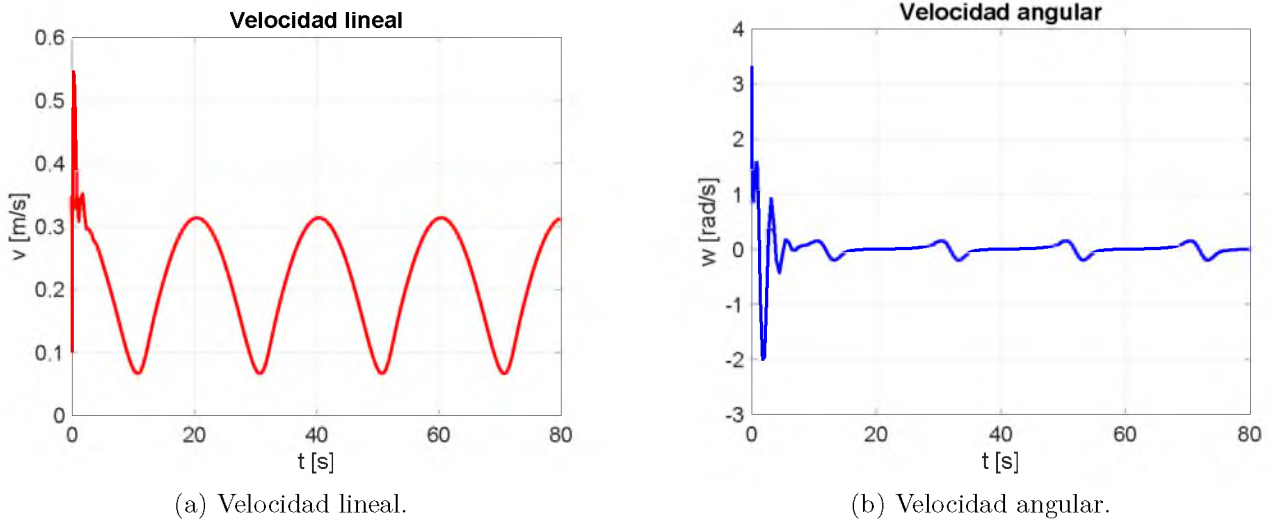 Velocidad lineal
0.6
0.5
0.4
0.3
0.2
0.1
0
v [m/s]
0 20 40 60 80
t [s]
(a) Velocidad lineal.
Velocidad angular
4
3
2
1
0
-1
-2
-3
w [rad/s]
0 20 40 60 80
t [s]
(b) Velocidad angular.